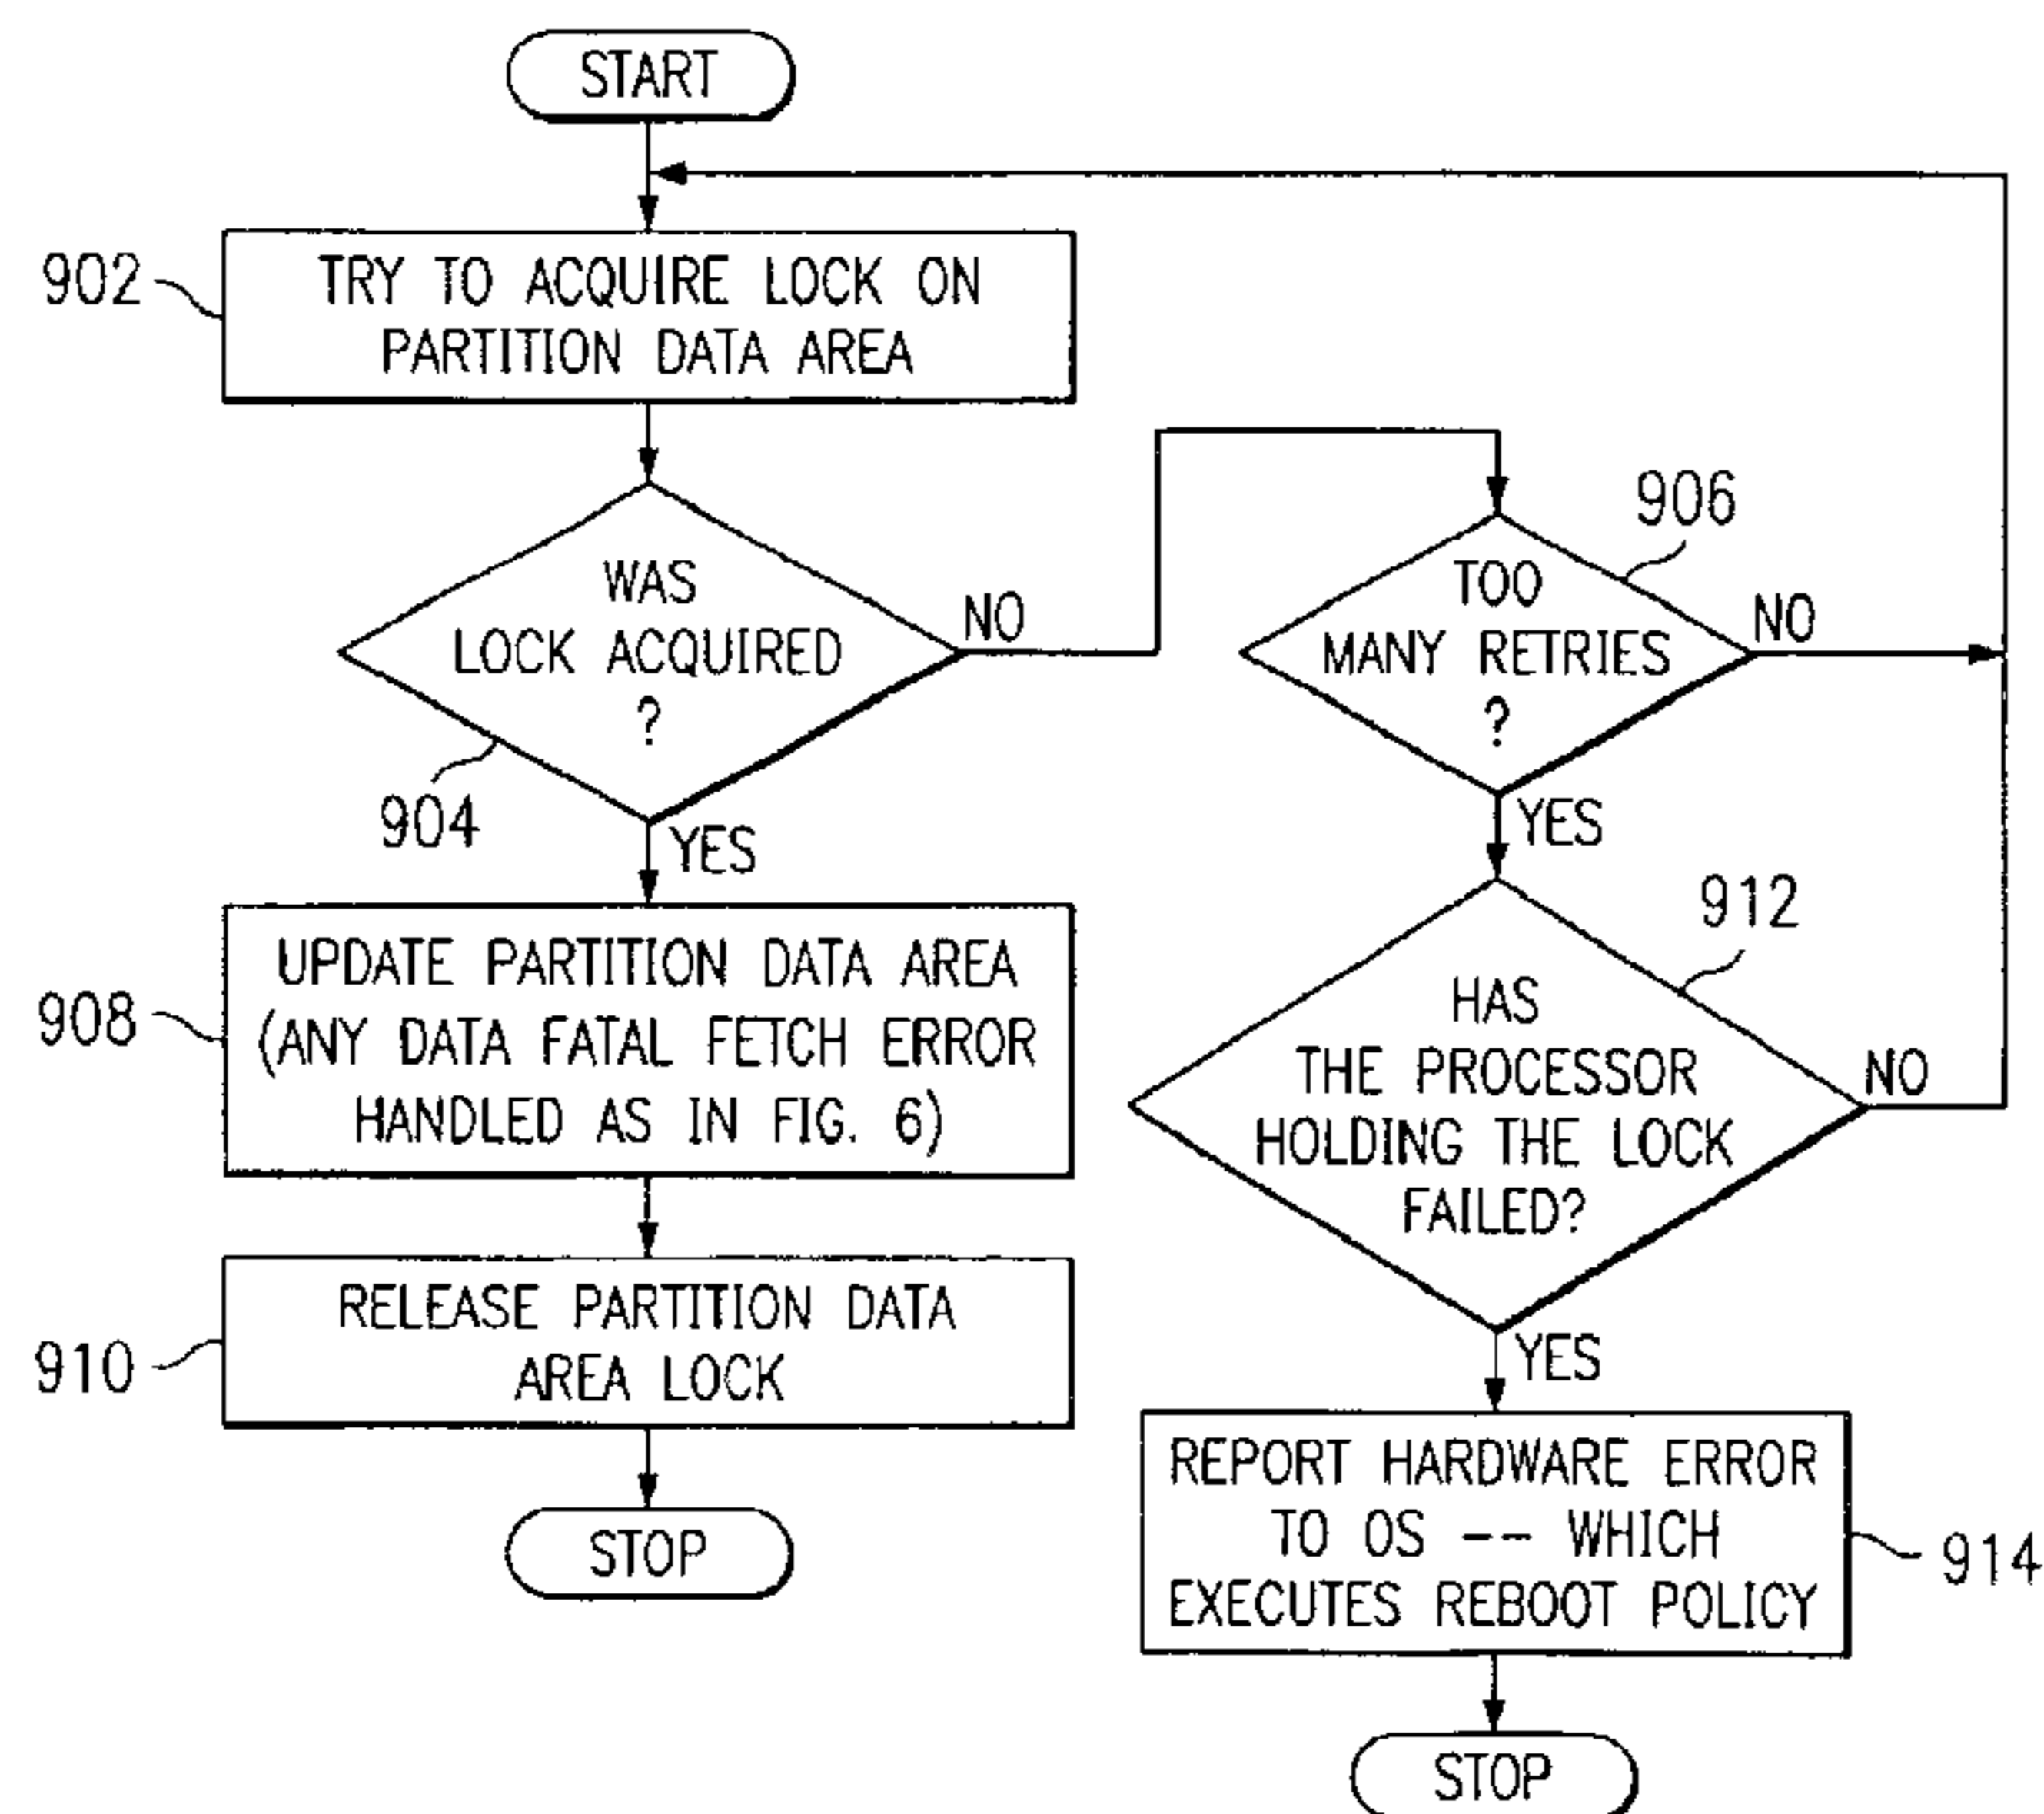 START
902
TRY TO ACQUIRE LOCK ON
PARTITION DATA AREA
WAS
LOCK ACQUIRED
?
904
NO
YES
906
TOO
MANY RETRIES
?
NO
YES
908
UPDATE PARTITION DATA AREA
(ANY DATA FATAL FETCH ERROR
HANDLED AS IN FIG. 6)
912
HAS
THE PROCESSOR
HOLDING THE LOCK
FAILED?
NO
YES
910
RELEASE PARTITION DATA
AREA LOCK
STOP
REPORT HARDWARE ERROR
TO OS -- WHICH
EXECUTES REBOOT POLICY
914
STOP